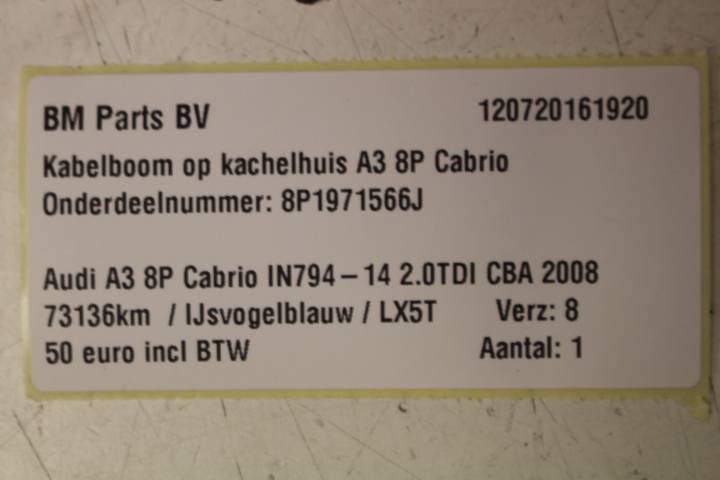 BM Parts BV 120720161920
Kabelboom op kachelhuis A3 8P Cabrio
Onderdeelnummer: 8P1971566J
Audi A3 8P Cabrio IN794-14 2.0TDI CBA 2008
73136km / IJsvogelblauw / LX5T Verz: 8
50 euro incl BTW Aantal: 1